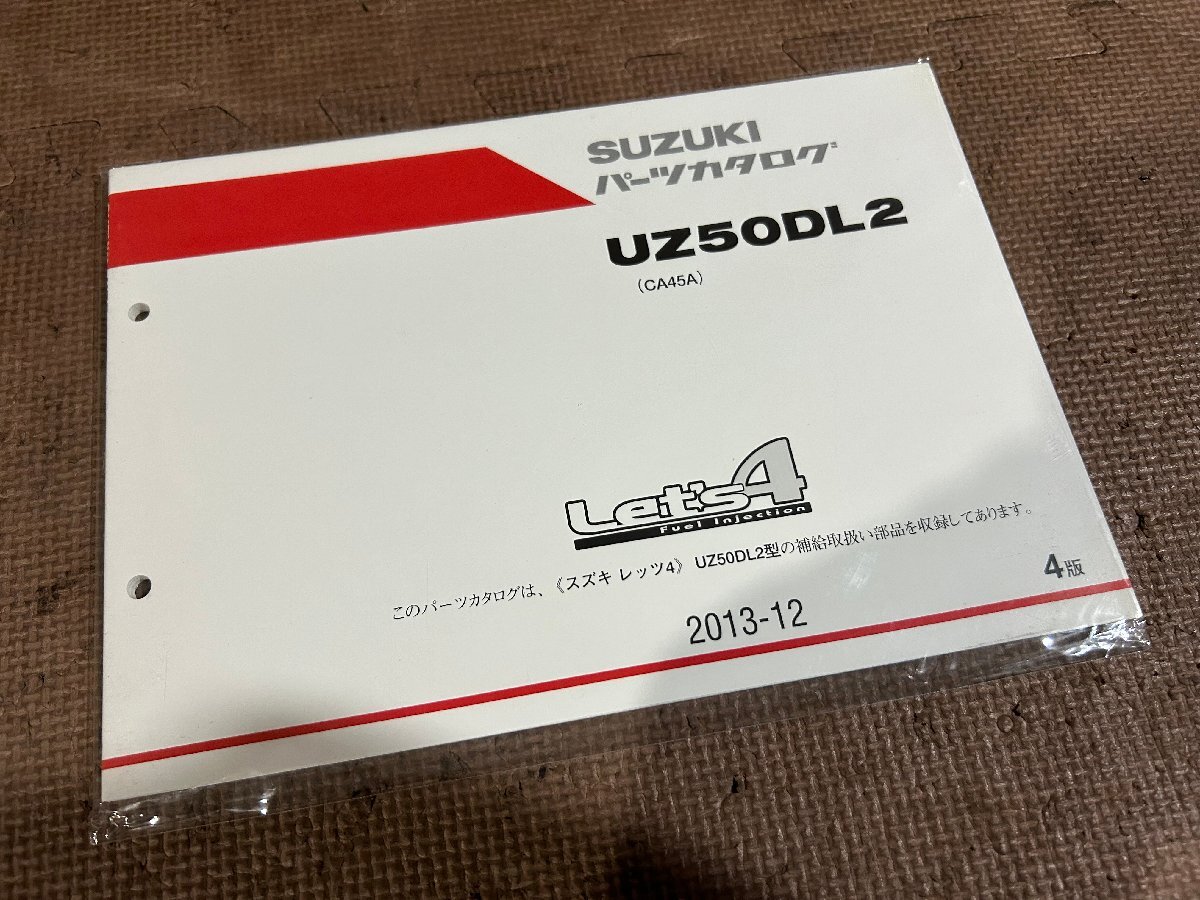 SUZUKI
パーツカタログ
UZ50DL2
(CA45A)
Let's4
Fuel Injection
このパーツカタログは、《スズキ レッツ4》 UZ50DL2型の補給取扱い部品を収録してあります。
4版
2013-12